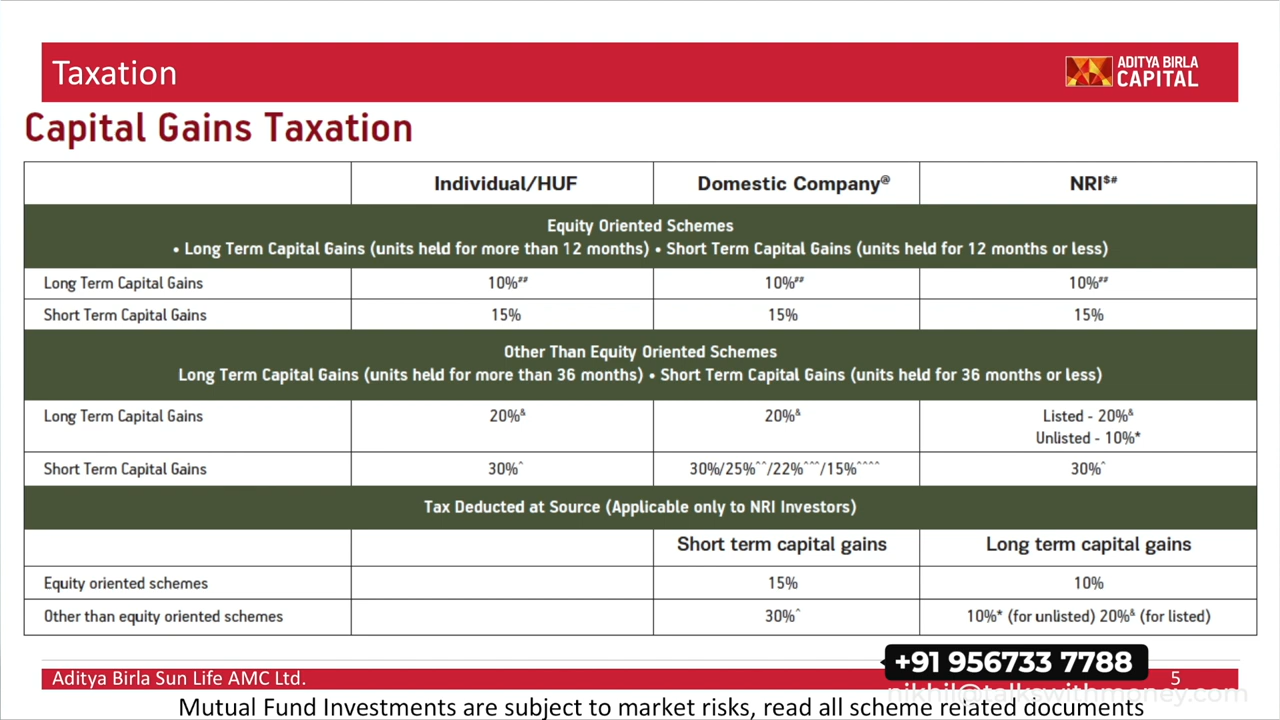 Taxation
ADITYA BIRLA
CAPITAL
Capital Gains Taxation
Individual/HUF Domestic Company@ NRI$#
Equity Oriented Schemes
• Long Term Capital Gains (units held for more than 12 months) • Short Term Capital Gains (units held for 12 months or less)
Long Term Capital Gains 10%## 10%## 10%##
Short Term Capital Gains 15% 15% 15%
Other Than Equity Oriented Schemes
Long Term Capital Gains (units held for more than 36 months) • Short Term Capital Gains (units held for 36 months or less)
Long Term Capital Gains 20%& 20%& Listed - 20%&
Unlisted - 10%*
Short Term Capital Gains 30%^ 30%/25%^^/22%^^^/15%^^^^ 30%^
Tax Deducted at Source (Applicable only to NRI Investors)
Short term capital gains Long term capital gains
Equity oriented schemes 15% 10%
Other than equity oriented schemes 30%^ 10%* (for unlisted) 20%& (for listed)
+91 956733 7788
Aditya Birla Sun Life AMC Ltd. 5
nikhil@talkswithmoney.com
Mutual Fund Investments are subject to market risks, read all scheme related documents